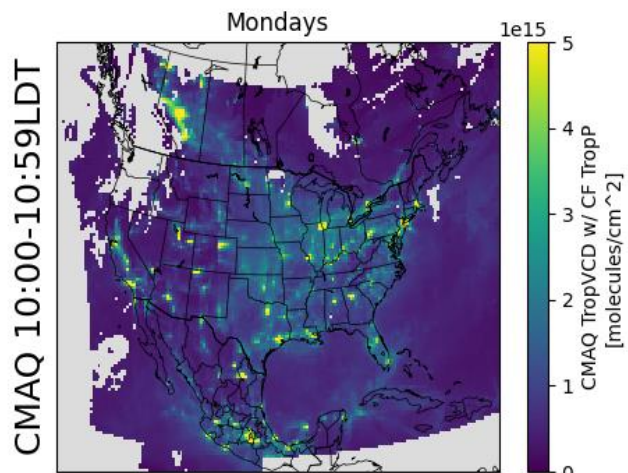 Mondays
1e15
CMAQ 10:00-10:59LDT
5
4
3
2
1
0
CMAQ TropVCD w/ CF TropP
[molecules/cm^2]